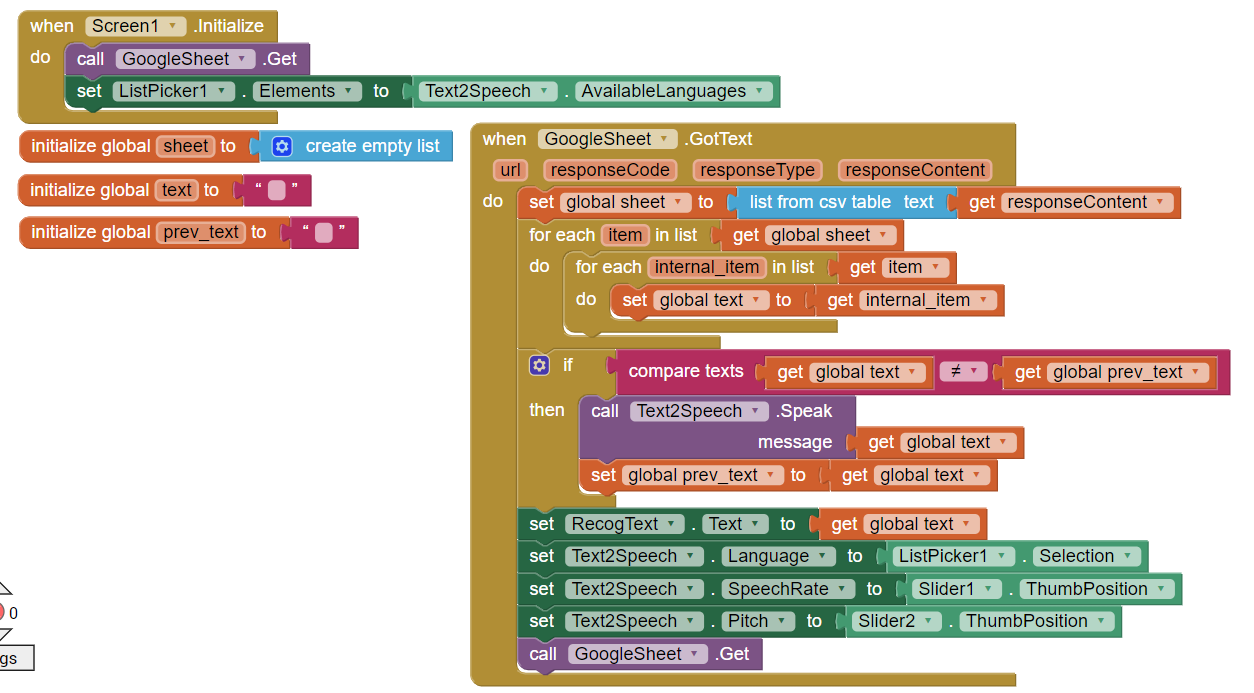 when Screen1 .Initialize
do call GoogleSheet .Get
set ListPicker1 . Elements to Text2Speech . AvailableLanguages
initialize global sheet to create empty list
initialize global text to “ ”
initialize global prev_text to “ ”
when GoogleSheet .GotText
url responseCode responseType responseContent
do set global sheet to list from csv table text get responseContent
for each item in list get global sheet
do for each internal_item in list get item
do set global text to get internal_item
if compare texts get global text ≠ get global prev_text
then call Text2Speech .Speak
message get global text
set global prev_text to get global text
set RecogText . Text to get global text
set Text2Speech . Language to ListPicker1 . Selection
set Text2Speech . SpeechRate to Slider1 . ThumbPosition
set Text2Speech . Pitch to Slider2 . ThumbPosition
call GoogleSheet .Get
0
gs